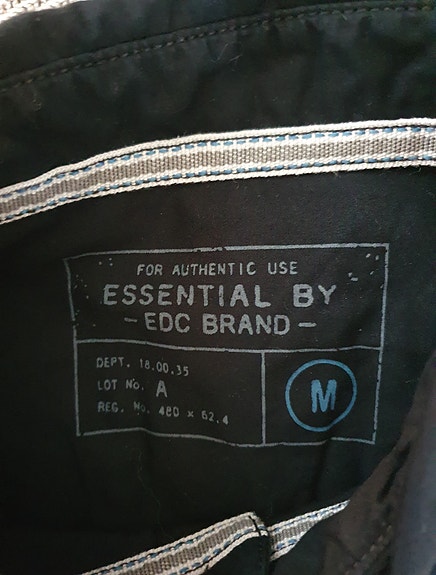 FOR AUTHENTIC USE
ESSENTIAL BY
- EDC BRAND -
DEPT. 18.00.35
LOT No. A
REG. No. 480 x 62.4
M